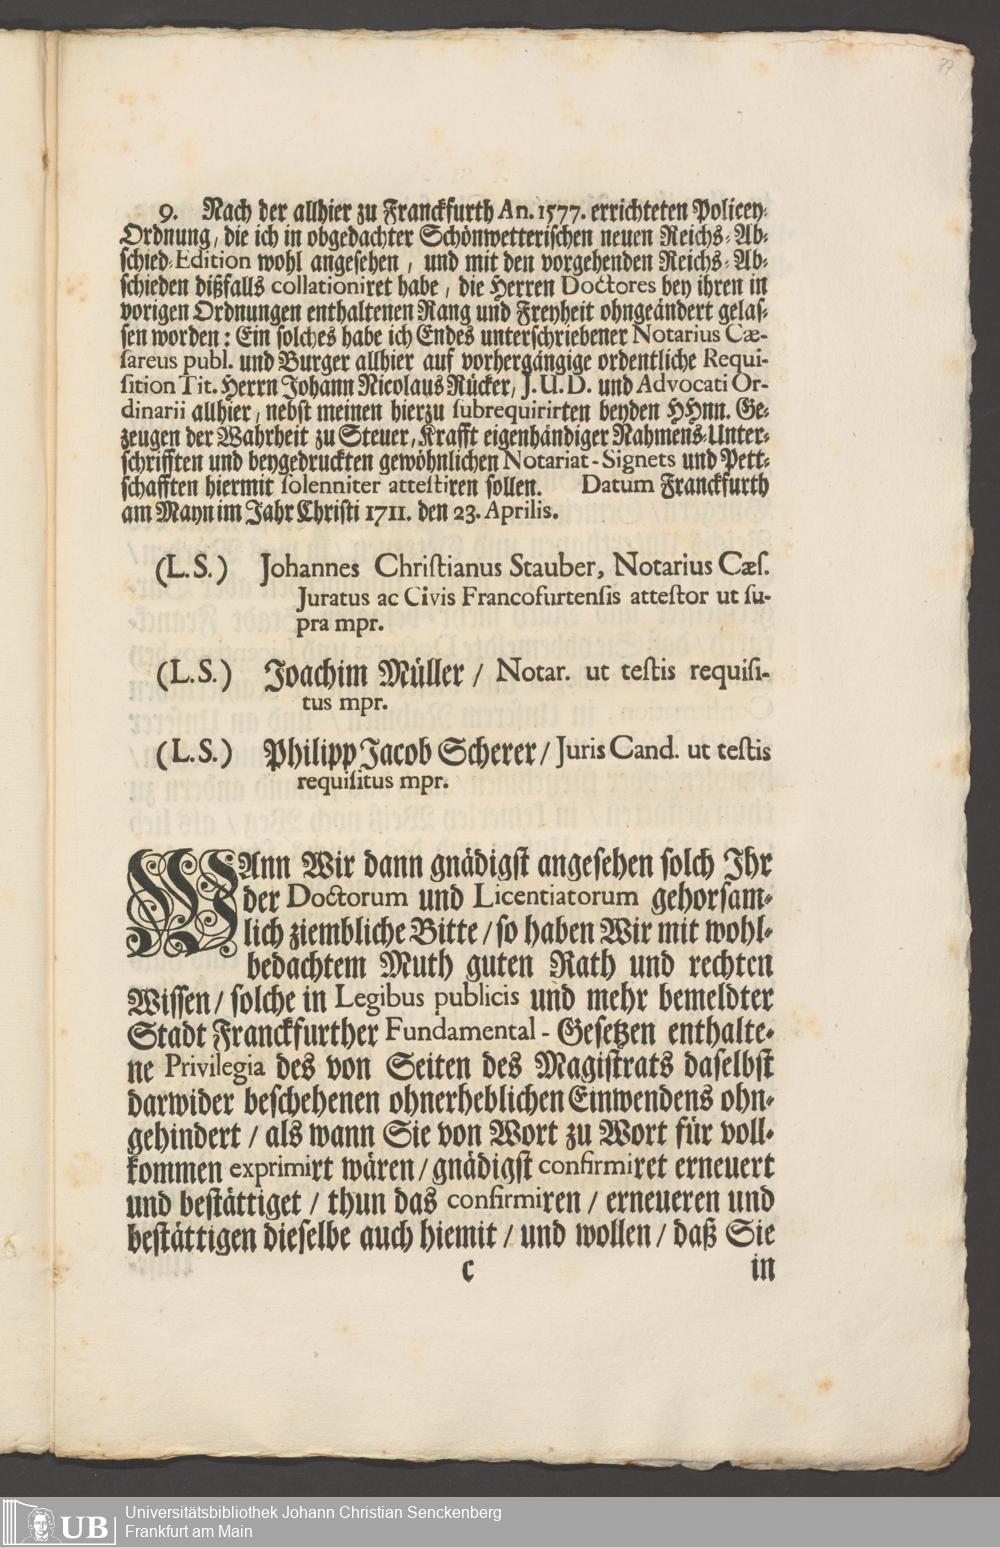 77
9. Nach der allhier zu Franckfurth An. 1577. errichteten Policey-
Ordnung, die ich in obgedachter Schönwetterischen neuen Reichs-Ab-
schied-Edition wohl angesehen, und mit den vorgehenden Reichs-Ab-
schieden dißfalls collationiret habe, die Herren Doctores bey ihren in
vorigen Ordnungen enthaltenen Rang und Freyheit ohngeändert gelas-
sen worden: Ein solches habe ich Endes unterschriebener Notarius Cæ-
sareus publ. und Burger allhier auf vorhergängige ordentliche Requi-
sition Tit. Herrn Johann Nicolaus Rücker, J. U. D. und Advocati Or-
dinarii allhier, nebst meinen hierzu subrequirirten beyden HHnn. Ge-
zeugen der Wahrheit zu Steuer, Krafft eigenhändiger Nahmens-Unter-
schrifften und beygedruckten gewöhnlichen Notariat-Signets und Pett-
schafften hiermit solenniter attestiren sollen. Datum Franckfurth
am Mayn im Jahr Christi 1711. den 23. Aprilis.
(L.S.) Johannes Christianus Stauber, Notarius Cæs.
Juratus ac Civis Francofurtensis attestor ut su-
pra mpr.
(L.S.) Joachim Müller / Notar. ut testis requisi-
tus mpr.
(L.S.) Philipp Jacob Scherer / Juris Cand. ut testis
requisitus mpr.
WAnn Wir dann gnädigst angesehen solch Ihr
der Doctorum und Licentiatorum gehorsam-
lich ziembliche Bitte / so haben Wir mit wohl-
bedachtem Muth guten Rath und rechten
Wissen / solche in Legibus publicis und mehr bemeldter
Stadt Franckfurther Fundamental-Gesetzen enthalte-
ne Privilegia des von Seiten des Magistrats daselbst
darwider beschehenen ohnerheblichen Einwendens ohn-
gehindert / als wann Sie von Wort zu Wort für voll-
kommen exprimirt wären / gnädigst confirmiret erneuert
und bestättiget / thun das confirmiren / erneueren und
bestättigen dieselbe auch hiemit / und wollen / daß Sie
C in
UB Universitätsbibliothek Johann Christian Senckenberg
Frankfurt am Main